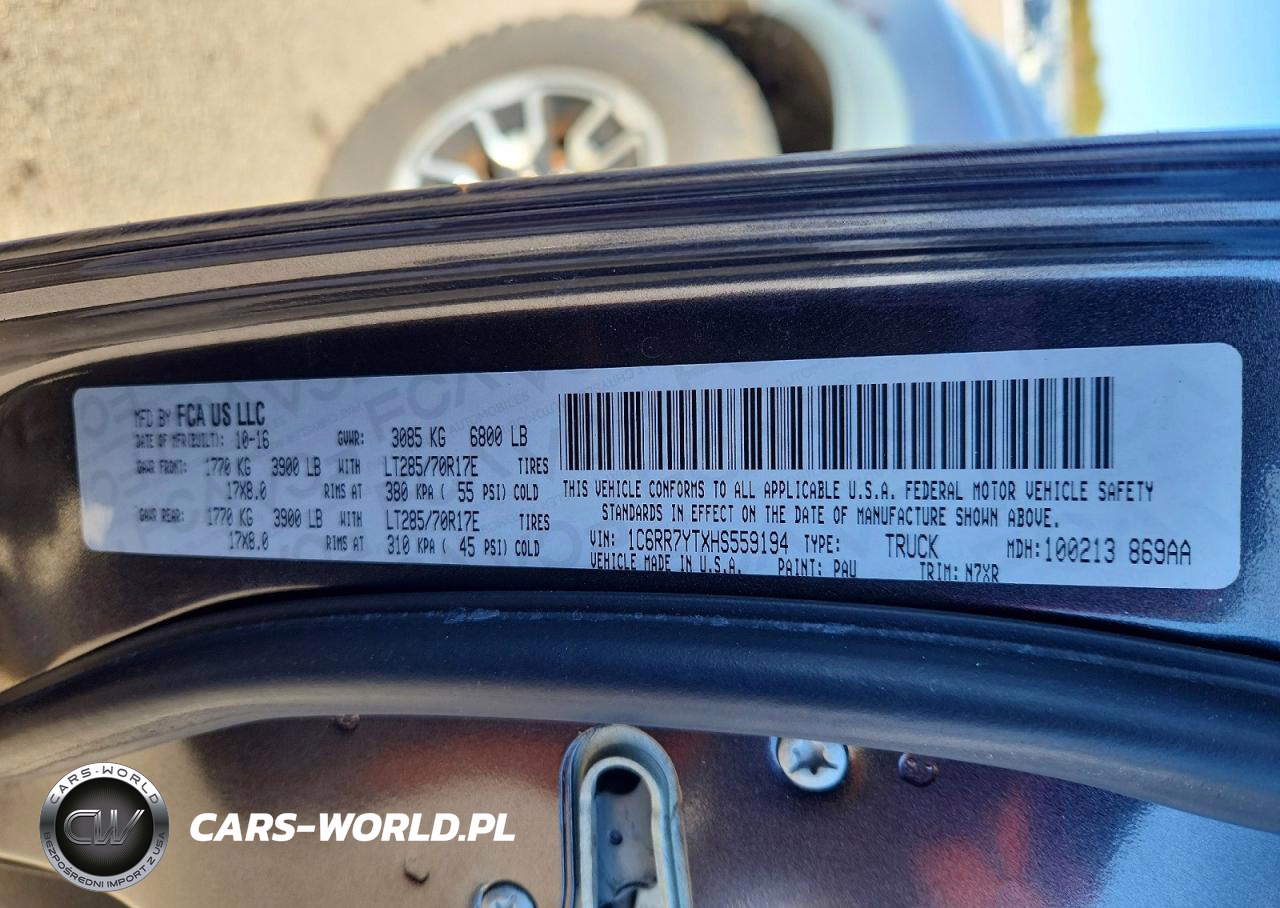 MFD BY FCA US LLC
DATE OF MFR(BUILT): 10-16 GVWR: 3085 KG 6800 LB
GAWR FRONT: 1770 KG 3900 LB WITH LT285/70R17E TIRES
17X8.0 RIMS AT 380 KPA ( 55 PSI) COLD
GAWR REAR: 1770 KG 3900 LB WITH LT285/70R17E TIRES
17X8.0 RIMS AT 310 KPA ( 45 PSI) COLD
THIS VEHICLE CONFORMS TO ALL APPLICABLE U.S.A. FEDERAL MOTOR VEHICLE SAFETY
STANDARDS IN EFFECT ON THE DATE OF MANUFACTURE SHOWN ABOVE.
VIN: 1C6RR7YTXHS559194 TYPE: TRUCK MDH:100213 869AA
VEHICLE MADE IN U.S.A. PAINT: PAU TRIM: N7XR
CARS-WORLD
CW
BEZPOŚREDNI IMPORT Z USA
CARS-WORLD.PL